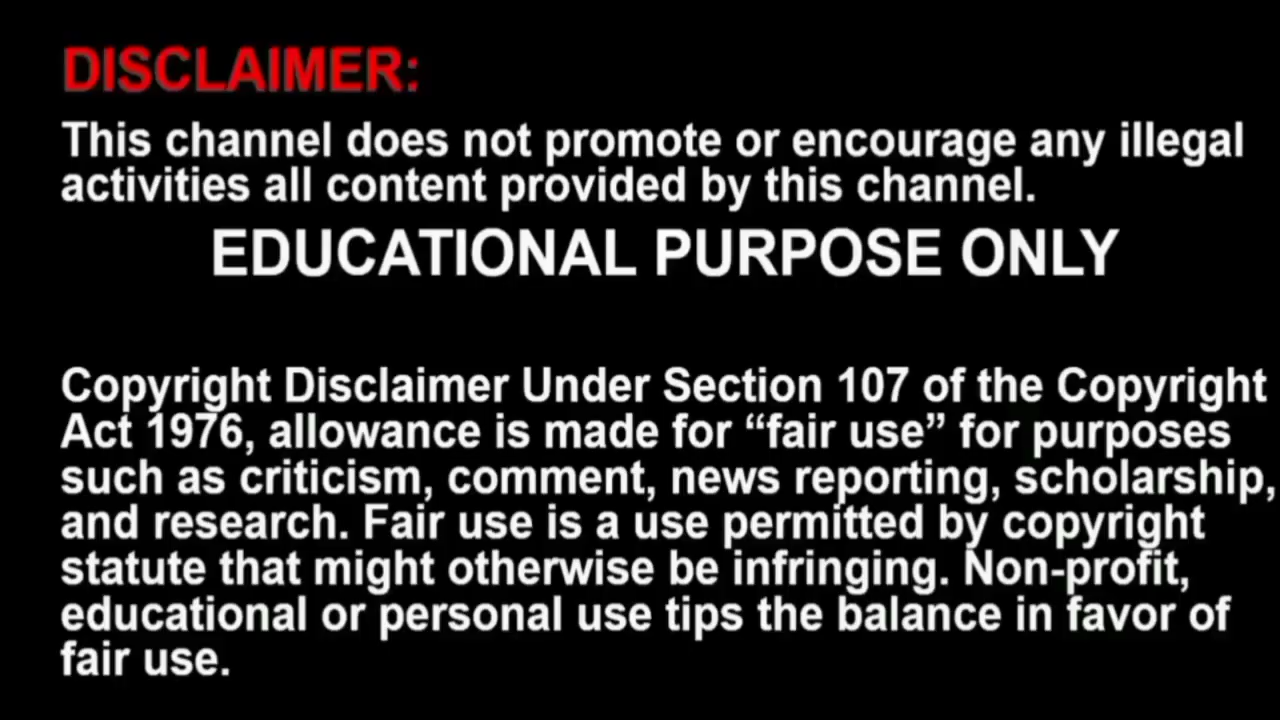 DISCLAIMER:
This channel does not promote or encourage any illegal
activities all content provided by this channel.
EDUCATIONAL PURPOSE ONLY
Copyright Disclaimer Under Section 107 of the Copyright
Act 1976, allowance is made for “fair use” for purposes
such as criticism, comment, news reporting, scholarship,
and research. Fair use is a use permitted by copyright
statute that might otherwise be infringing. Non-profit,
educational or personal use tips the balance in favor of
fair use.